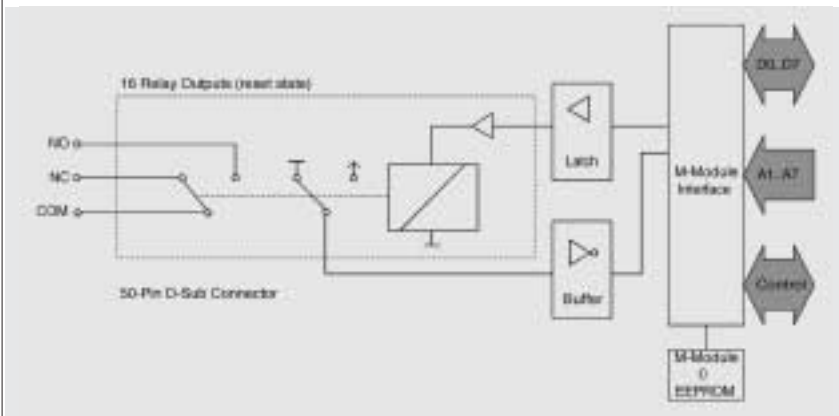 16 Relay Outputs (reset state)
NO
NC
COM
50-Pin D-Sub Connector
Latch
Buffer
M-Module
Interface
D0..D7
A1..A7
Control
M-Module
EEPROM